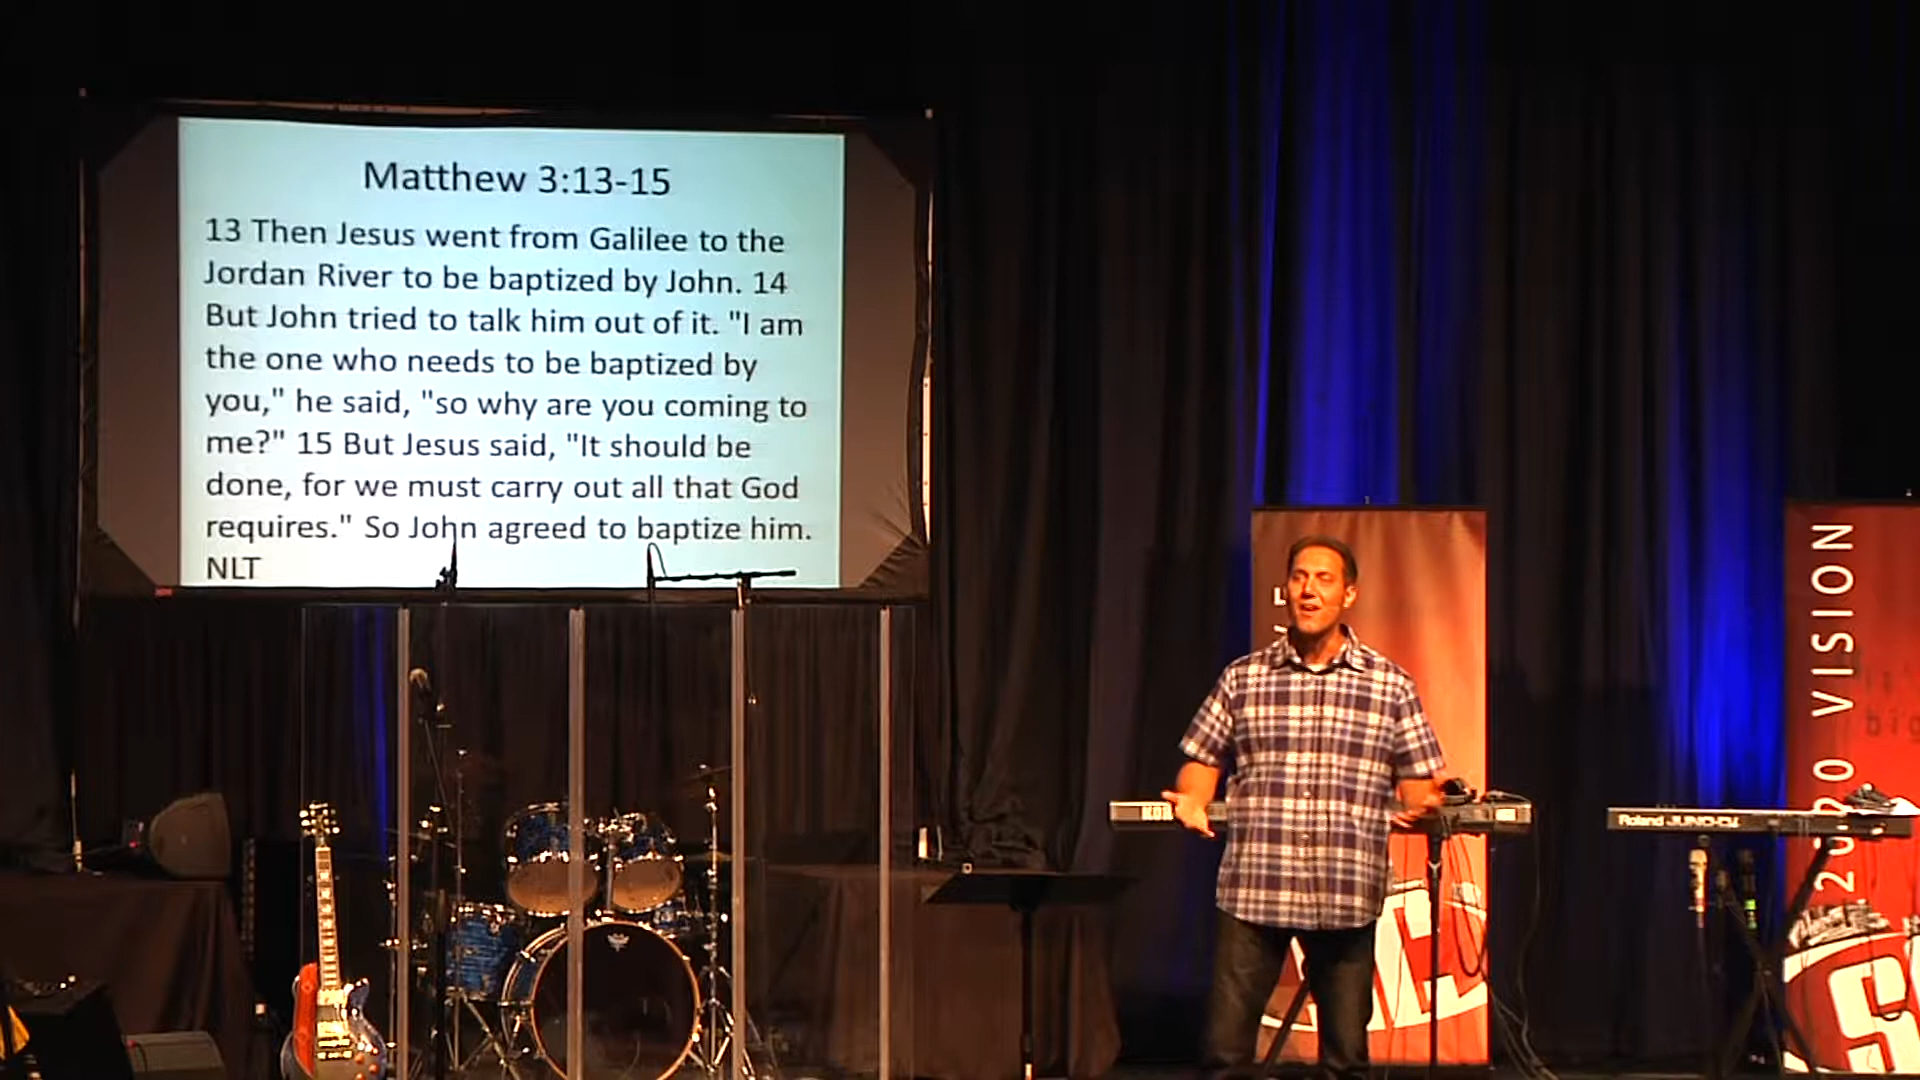 Matthew 3:13-15
13 Then Jesus went from Galilee to the
Jordan River to be baptized by John. 14
But John tried to talk him out of it. "I am
the one who needs to be baptized by
you," he said, "so why are you coming to
me?" 15 But Jesus said, "It should be
done, for we must carry out all that God
requires." So John agreed to baptize him.
NLT
2020 VISION
big
KOR
Roland JUNO-Di